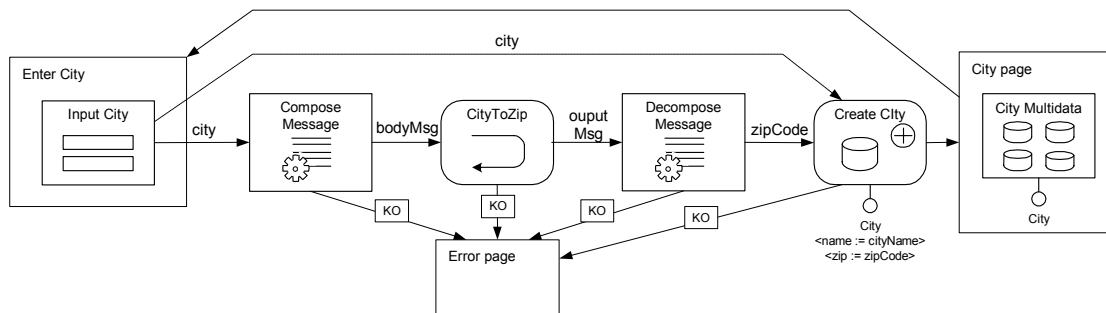 city
Enter City
Input City
city
Compose
Message
bodyMsg
CityToZip
ouput
Msg
Decompose
Message
zipCode
Create CIty
City page
City Multidata
City
KO
KO
KO
KO
City
<name := cityName>
<zip := zipCode>
Error page